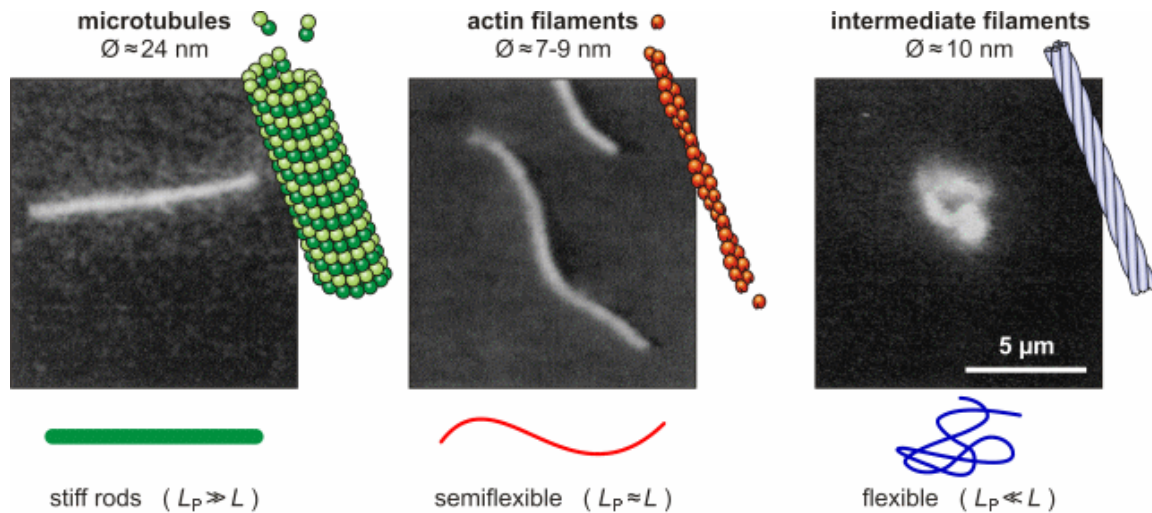 microtubules
Ø ≈ 24 nm
actin filaments
Ø ≈ 7-9 nm
intermediate filaments
Ø ≈ 10 nm
5 µm
stiff rods ( Lₚ ≫ L )
semiflexible ( Lₚ ≈ L )
flexible ( Lₚ ≪ L )